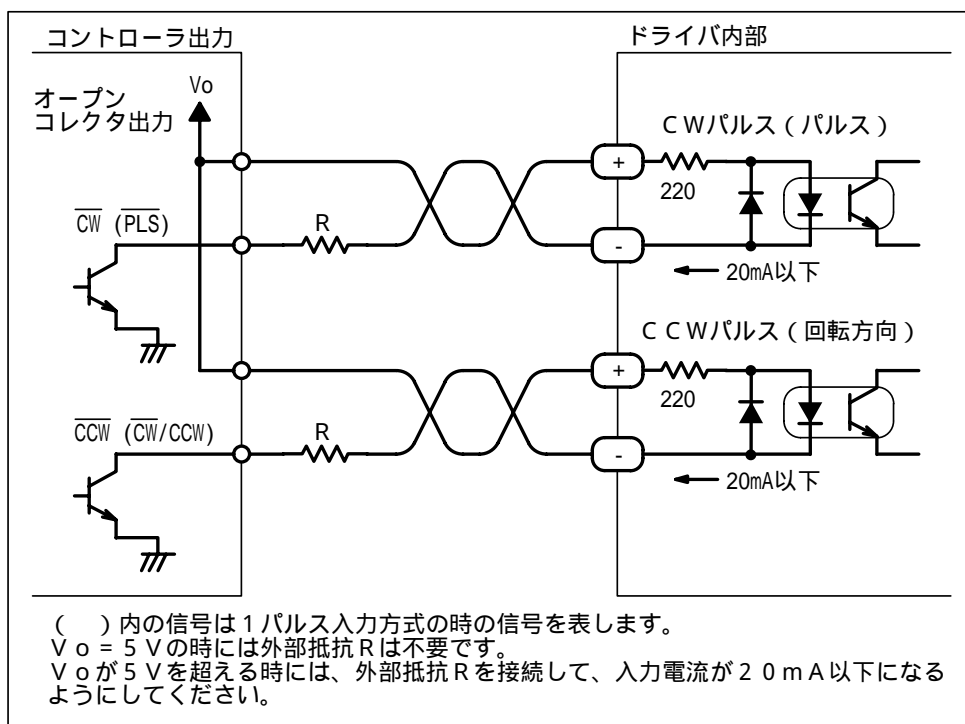 コントローラ出力
ドライバ内部
オープン
コレクタ出力
Vo
CWパルス(パルス)
+
220
CW (PLS)
R
-
20mA以下
CCWパルス(回転方向)
+
220
CCW (CW/CCW)
R
-
20mA以下
(  )内の信号は1パルス入力方式の時の信号を表します。
Vo=5Vの時には外部抵抗Rは不要です。
Voが5Vを超える時には、外部抵抗Rを接続して、入力電流が20mA以下になる
ようにしてください。